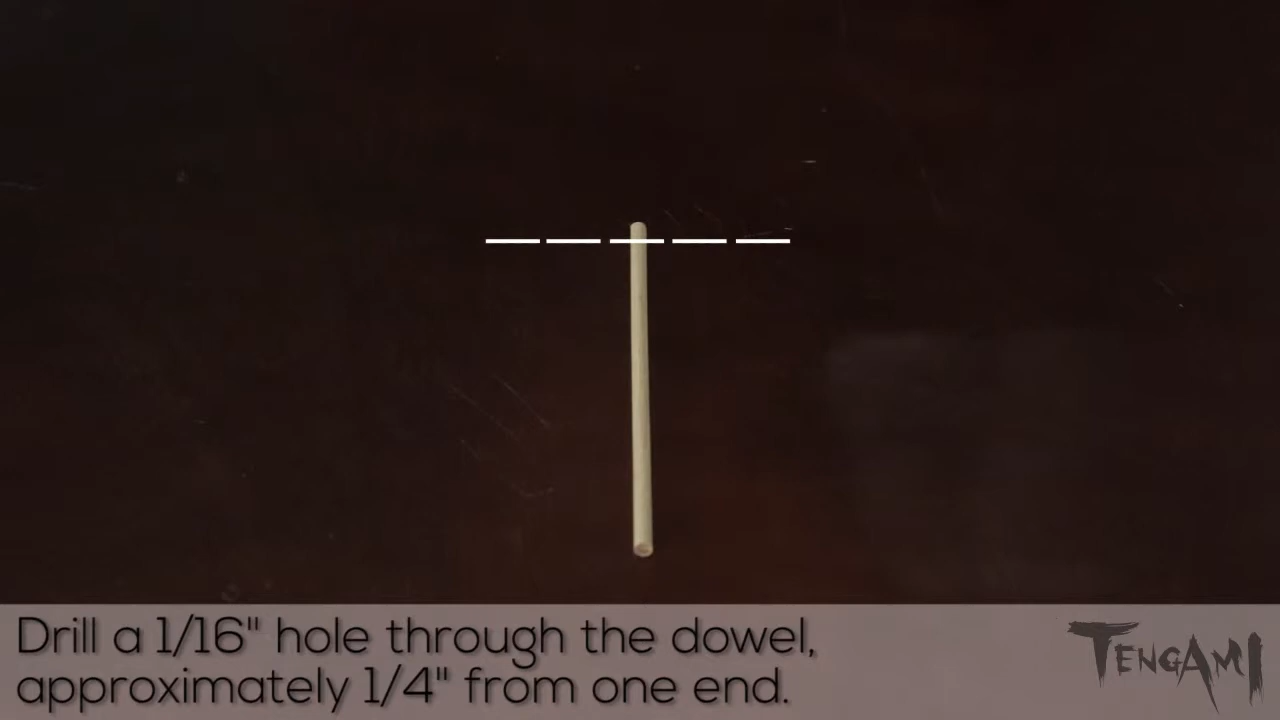 Drill a 1/16" hole through the dowel,
approximately 1/4" from one end.
TENGAMI